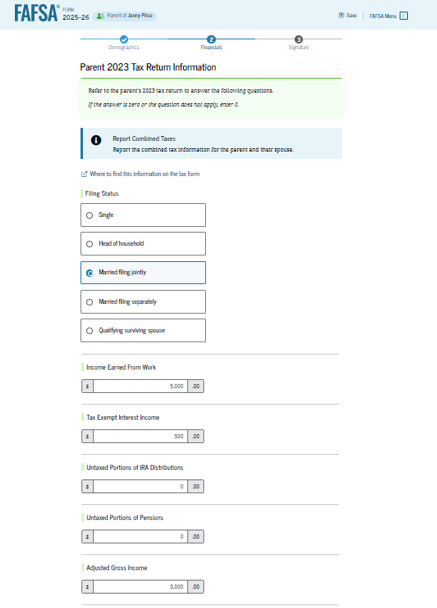 FAFSA® FORM 2025–26 Parent of Jenny Price Save FAFSA Menu
Demographics 2 Financials 3 Signature
Parent 2023 Tax Return Information
Refer to the parent's 2023 tax return to answer the following questions.
If the answer is zero or the question does not apply, enter 0.
Report Combined Taxes
Report the combined tax information for the parent and their spouse.
Where to find this information on the tax form
Filing Status
Single
Head of household
Married filing jointly
Married filing separately
Qualifying surviving spouse
Income Earned From Work
$ 3,000 .00
Tax Exempt Interest Income
$ 500 .00
Untaxed Portions of IRA Distributions
$ 0 .00
Untaxed Portions of Pensions
$ 0 .00
Adjusted Gross Income
$ 3,000 .00